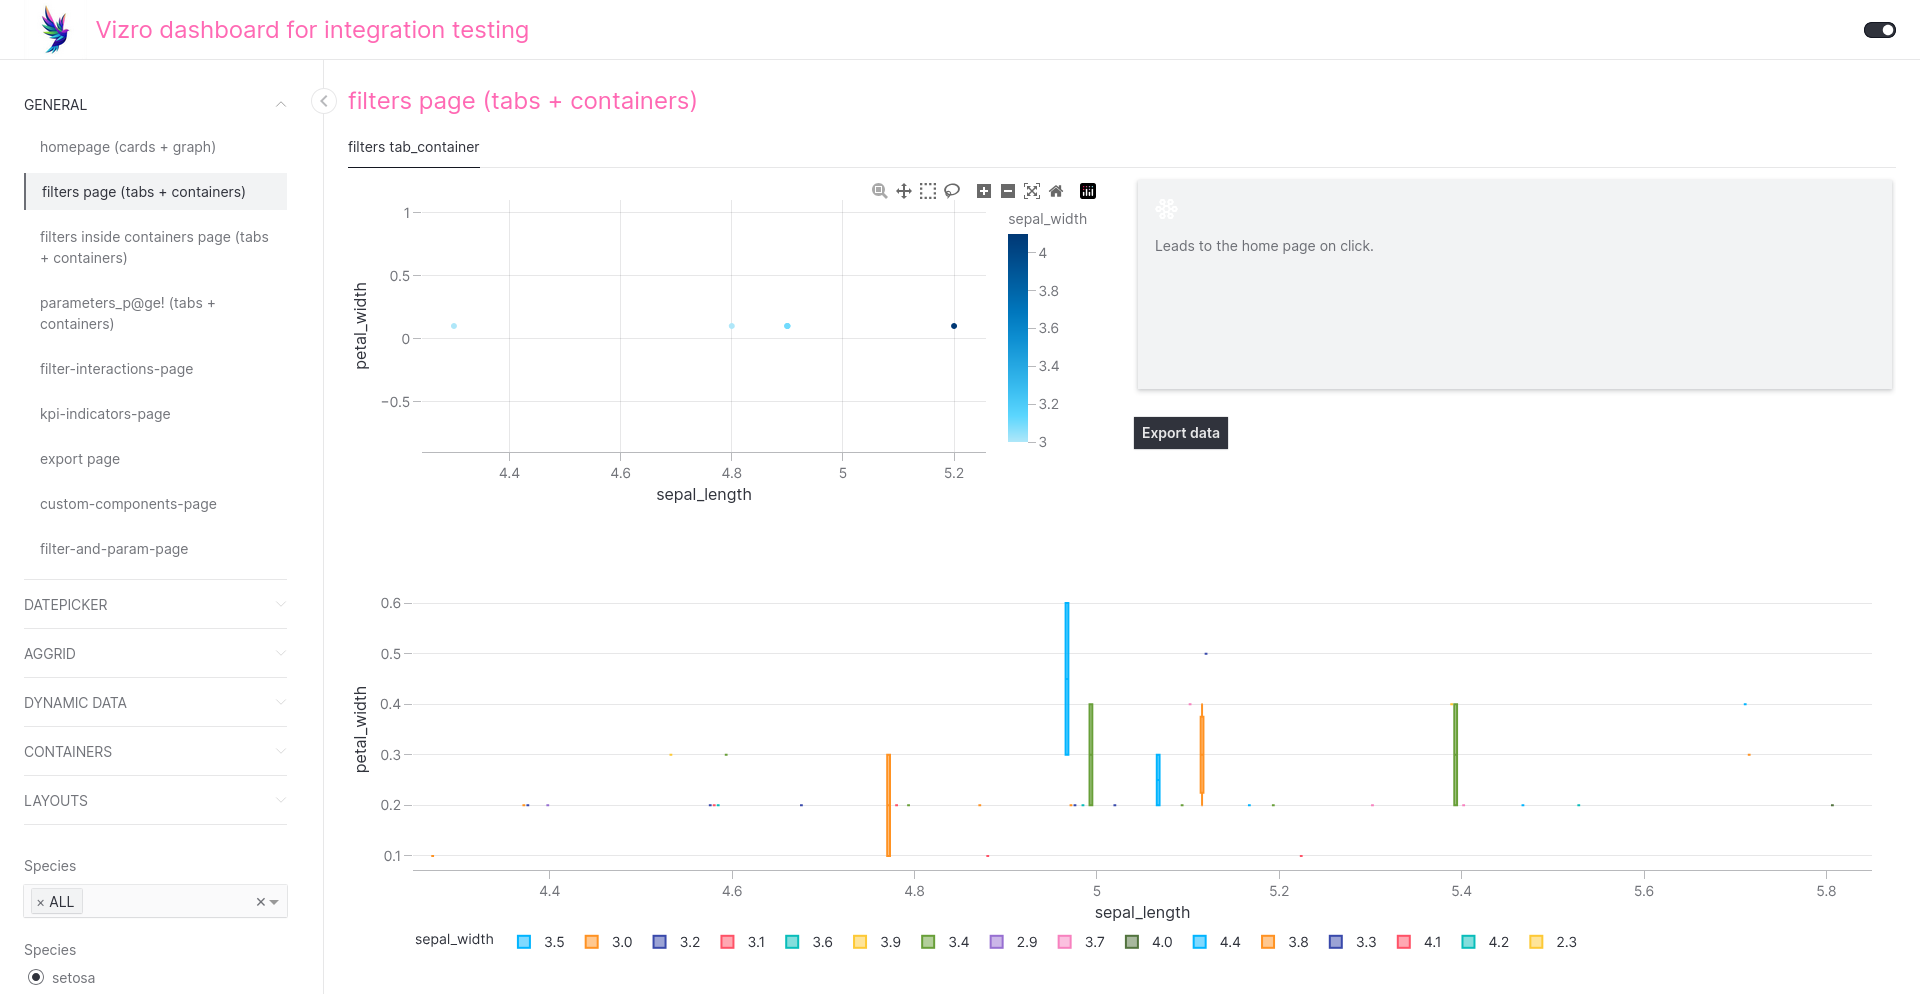 Vizro dashboard for integration testing
GENERAL
homepage (cards + graph)
filters page (tabs + containers)
filters inside containers page (tabs
+ containers)
parameters_p@ge! (tabs +
containers)
filter-interactions-page
kpi-indicators-page
export page
custom-components-page
filter-and-param-page
DATEPICKER
AGGRID
DYNAMIC DATA
CONTAINERS
LAYOUTS
Species
× ALL ×
Species
setosa
filters page (tabs + containers)
filters tab_container
1
0.5
0
−0.5
petal_width
4.4 4.6 4.8 5 5.2
sepal_length
sepal_width
4
3.8
3.6
3.4
3.2
3
Leads to the home page on click.
Export data
0.6
0.5
0.4
0.3
0.2
0.1
petal_width
4.4 4.6 4.8 5 5.2 5.4 5.6 5.8
sepal_length
sepal_width 3.5 3.0 3.2 3.1 3.6 3.9 3.4 2.9 3.7 4.0 4.4 3.8 3.3 4.1 4.2 2.3